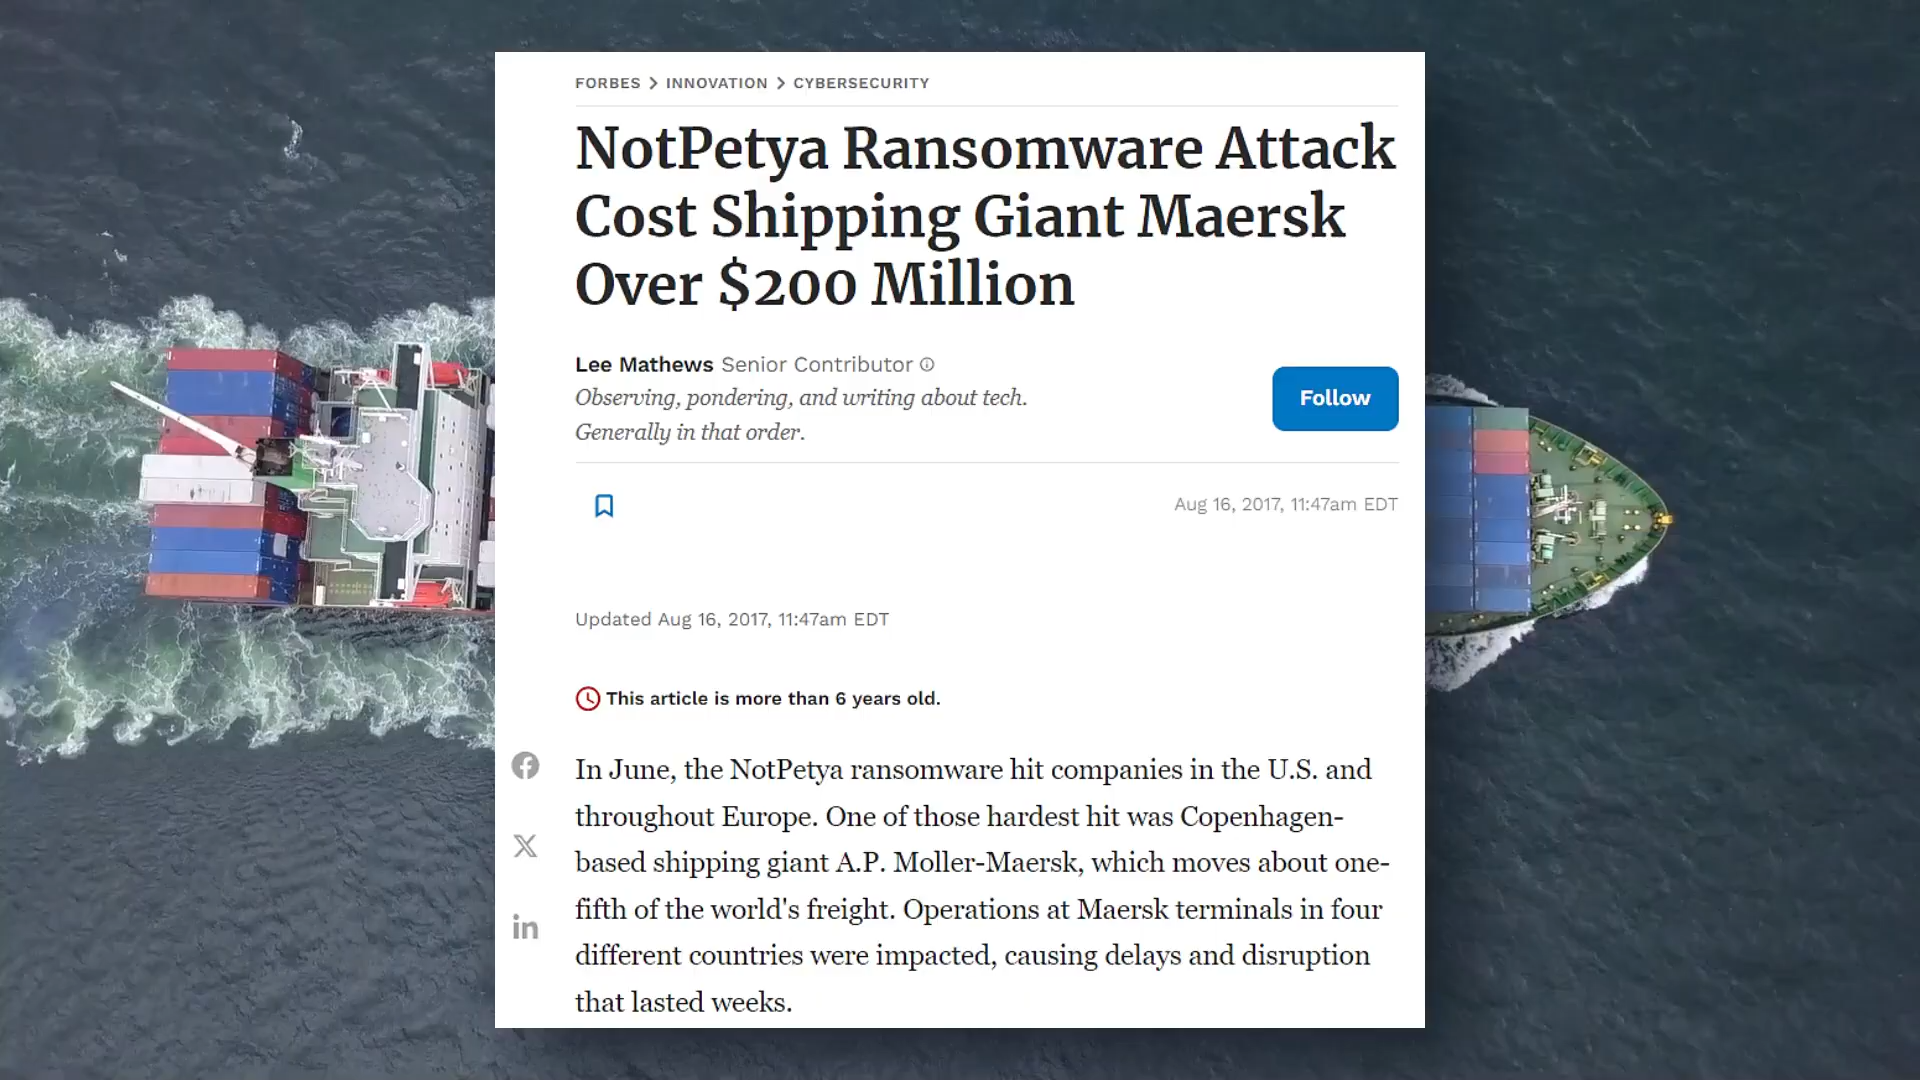 FORBES > INNOVATION > CYBERSECURITY
NotPetya Ransomware Attack
Cost Shipping Giant Maersk
Over $200 Million
Lee Mathews Senior Contributor
Observing, pondering, and writing about tech.
Generally in that order.
Follow
Aug 16, 2017, 11:47am EDT
Updated Aug 16, 2017, 11:47am EDT
This article is more than 6 years old.
In June, the NotPetya ransomware hit companies in the U.S. and
throughout Europe. One of those hardest hit was Copenhagen-
based shipping giant A.P. Moller-Maersk, which moves about one-
fifth of the world's freight. Operations at Maersk terminals in four
different countries were impacted, causing delays and disruption
that lasted weeks.